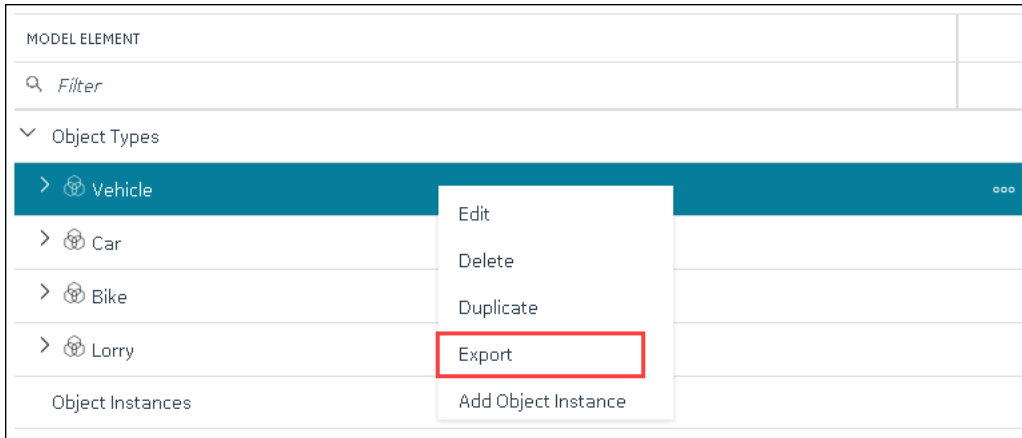 MODEL ELEMENT
Filter
Object Types
Vehicle
Edit
Car
Delete
Bike
Duplicate
Lorry
Export
Object Instances
Add Object Instance